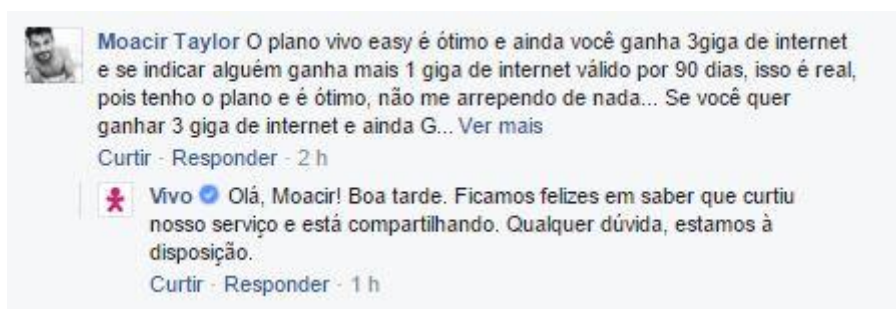 Moacir Taylor O plano vivo easy é ótimo e ainda você ganha 3giga de internet
e se indicar alguém ganha mais 1 giga de internet válido por 90 dias, isso é real,
pois tenho o plano e é ótimo, não me arrependo de nada... Se você quer
ganhar 3 giga de internet e ainda G... Ver mais
Curtir · Responder · 2 h
Vivo Olá, Moacir! Boa tarde. Ficamos felizes em saber que curtiu
nosso serviço e está compartilhando. Qualquer dúvida, estamos à
disposição.
Curtir · Responder · 1 h